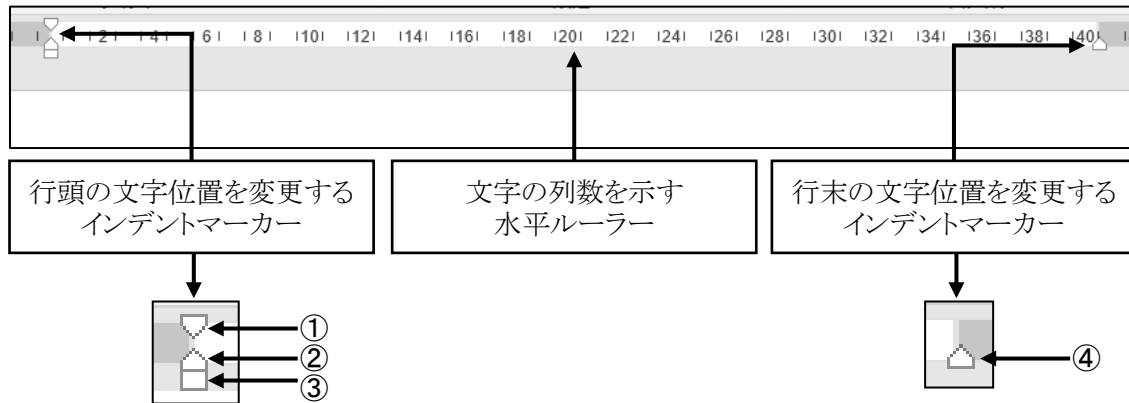 2 4 6 8 10 12 14 16 18 20 22 24 26 28 30 32 34 36 38 40
行頭の文字位置を変更する
インデントマーカー
文字の列数を示す
水平ルーラー
行末の文字位置を変更する
インデントマーカー
①
②
③
④